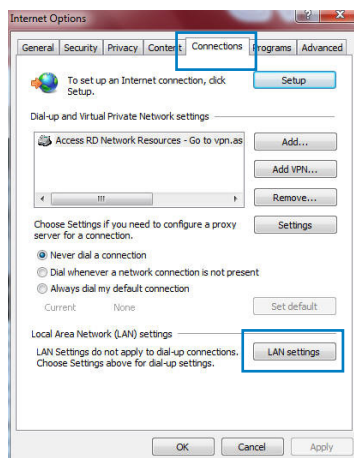 Internet Options
General Security Privacy Content Connections Programs Advanced
To set up an Internet connection, click
Setup.
Setup
Dial-up and Virtual Private Network settings
Access RD Network Resources - Go to vpn.as
Add...
Add VPN...
Remove...
Choose Settings if you need to configure a proxy
server for a connection.
Settings
Never dial a connection
Dial whenever a network connection is not present
Always dial my default connection
Current None
Set default
Local Area Network (LAN) settings
LAN Settings do not apply to dial-up connections.
Choose Settings above for dial-up settings.
LAN settings
OK Cancel Apply